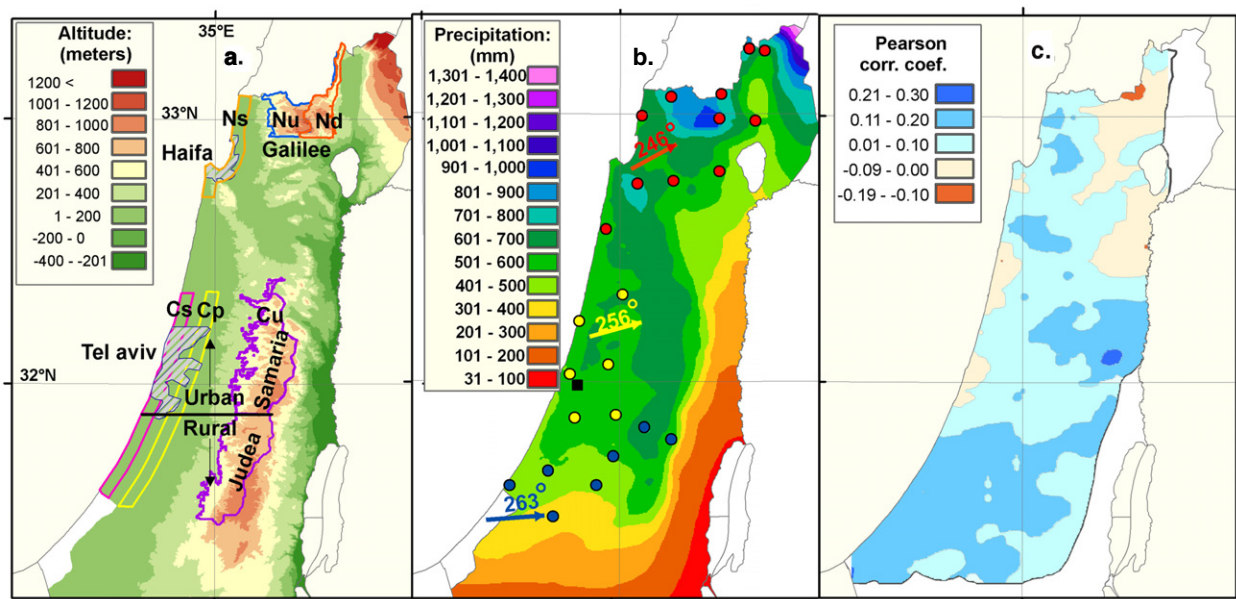 35°E
Altitude:
(meters)
1200 <
1001 - 1200
801 - 1000
601 - 800
401 - 600
201 - 400
1 - 200
-200 - 0
-400 - -201
a.
33°N
Ns
Nu
Nd
Galilee
Haifa
Cs
Cp
Cu
Tel aviv
Samaria
32°N
Urban
Rural
Judea
Precipitation:
(mm)
1,301 - 1,400
1,201 - 1,300
1,101 - 1,200
1,001 - 1,100
901 - 1,000
801 - 900
701 - 800
601 - 700
501 - 600
401 - 500
301 - 400
201 - 300
101 - 200
31 - 100
b.
246°
256°
263°
Pearson
corr. coef.
0.21 - 0.30
0.11 - 0.20
0.01 - 0.10
-0.09 - 0.00
-0.19 - -0.10
c.